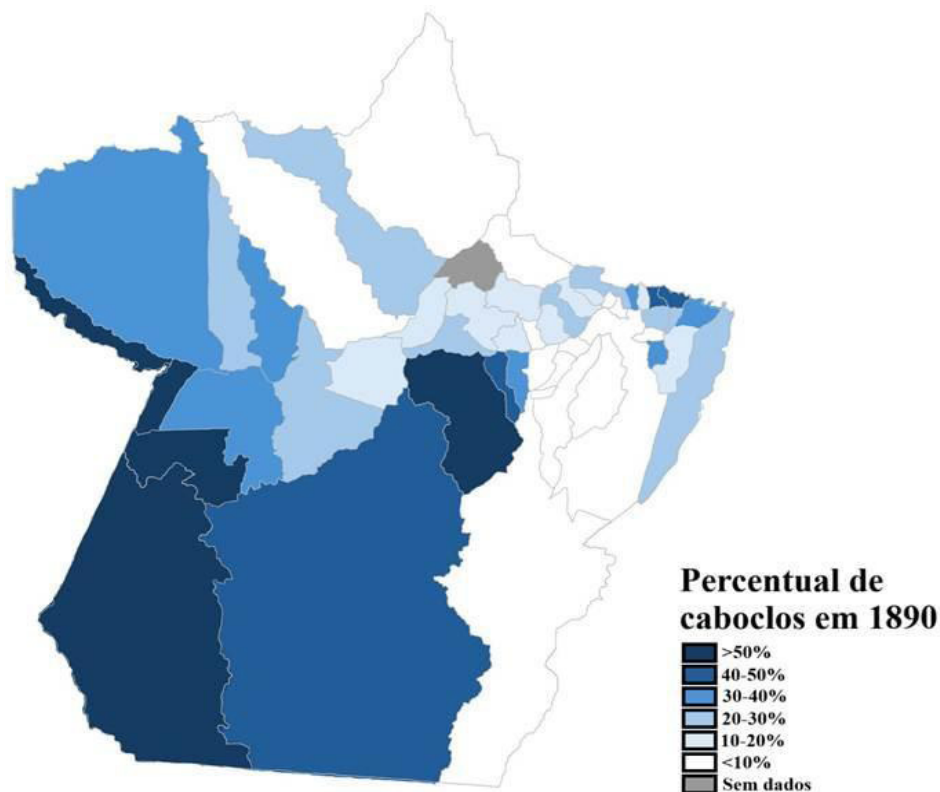 Percentual de
caboclos em 1890
>50%
40-50%
30-40%
20-30%
10-20%
<10%
Sem dados